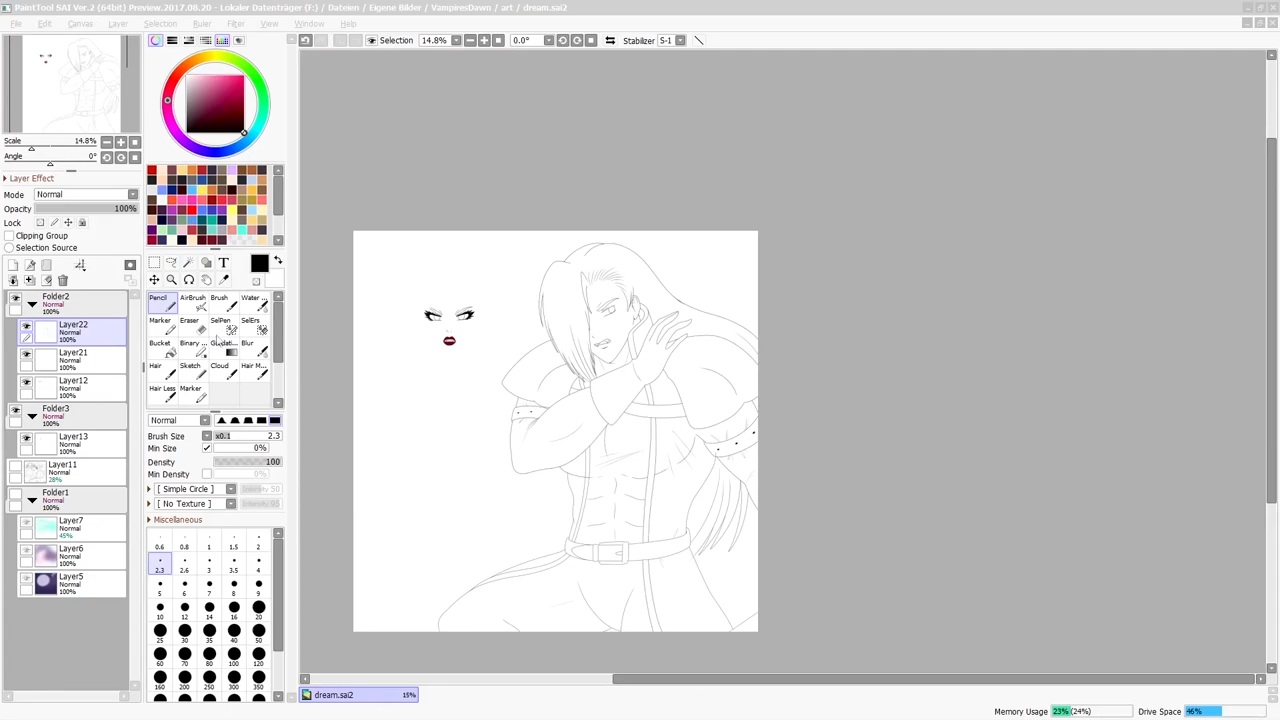 PaintTool SAI Ver.2 (64bit) Preview.2017.08.20 - Lokaler Datenträger (F:) / Dateien / Eigene Bilder / VampiresDawn / art / dream.sai2
File Edit Canvas Layer Selection Ruler Filter View Window Help
Selection 14.8% 0.0° Stabilizer S-1
Scale 14.8%
Angle 0°
Layer Effect
Mode Normal
Opacity 100%
Lock
Clipping Group
Selection Source
Folder2
Normal
100%
Layer22
Normal
100%
Layer21
Normal
100%
Layer12
Normal
100%
Folder3
Normal
100%
Layer13
Normal
100%
Layer11
Normal
28%
Folder1
Normal
100%
Layer7
Normal
45%
Layer6
Normal
100%
Layer5
Normal
100%
T
Pencil AirBrush Brush Water ...
Marker Eraser SelPen SelErs
Bucket Binary ... Blur
Hair Sketch Cloud Hair M...
Hair Less Marker
Normal
Brush Size x0.1 2.3
Min Size 0%
Density 100
Min Density 0%
[ Simple Circle ] Intensity 50
[ No Texture ] Intensity 95
Miscellaneous
0.6 0.8 1 1.5 2
2.3 2.6 3 3.5 4
5 6 7 8 9
10 12 14 16 20
25 30 35 40 50
60 70 80 100 120
160 200 250 300 350
dream.sai2 15%
Memory Usage 23% (24%) Drive Space 46%